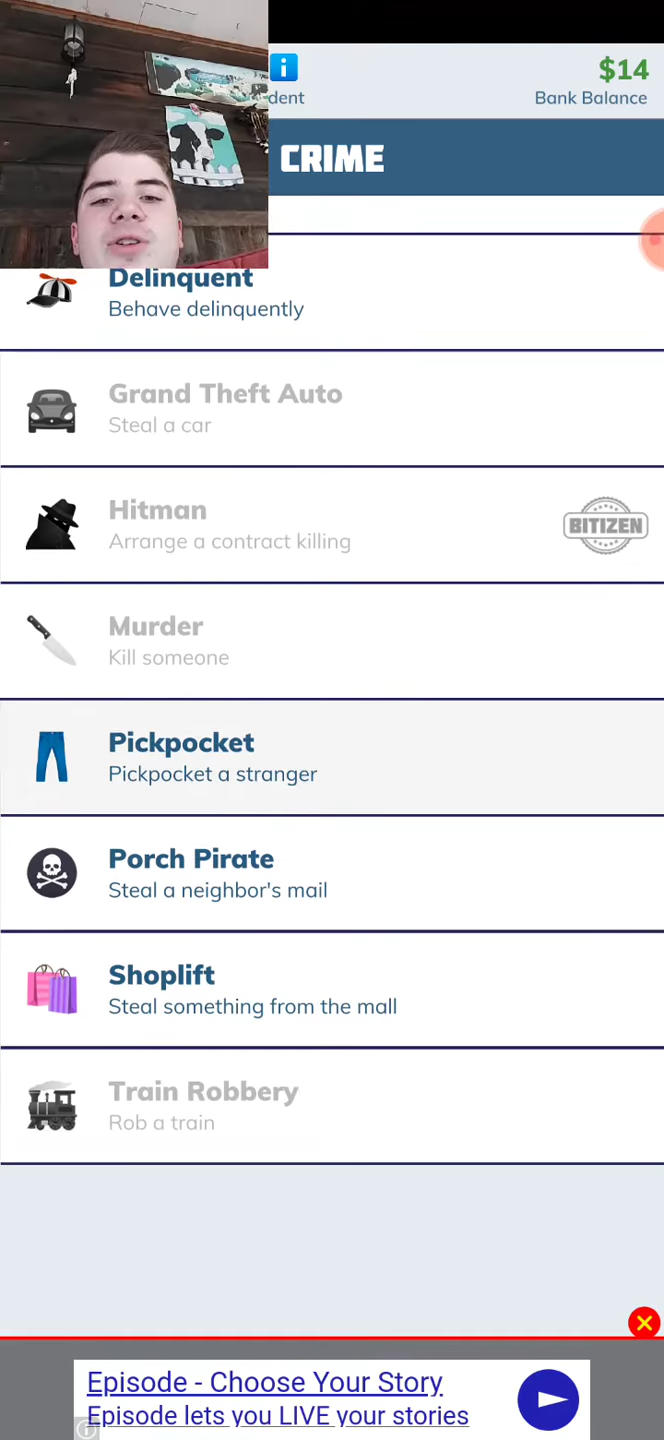 i
dent
$14
Bank Balance
CRIME
Delinquent
Behave delinquently
Grand Theft Auto
Steal a car
Hitman
Arrange a contract killing
BITIZEN
Murder
Kill someone
Pickpocket
Pickpocket a stranger
Porch Pirate
Steal a neighbor's mail
Shoplift
Steal something from the mall
Train Robbery
Rob a train
Episode - Choose Your Story
Episode lets you LIVE your stories